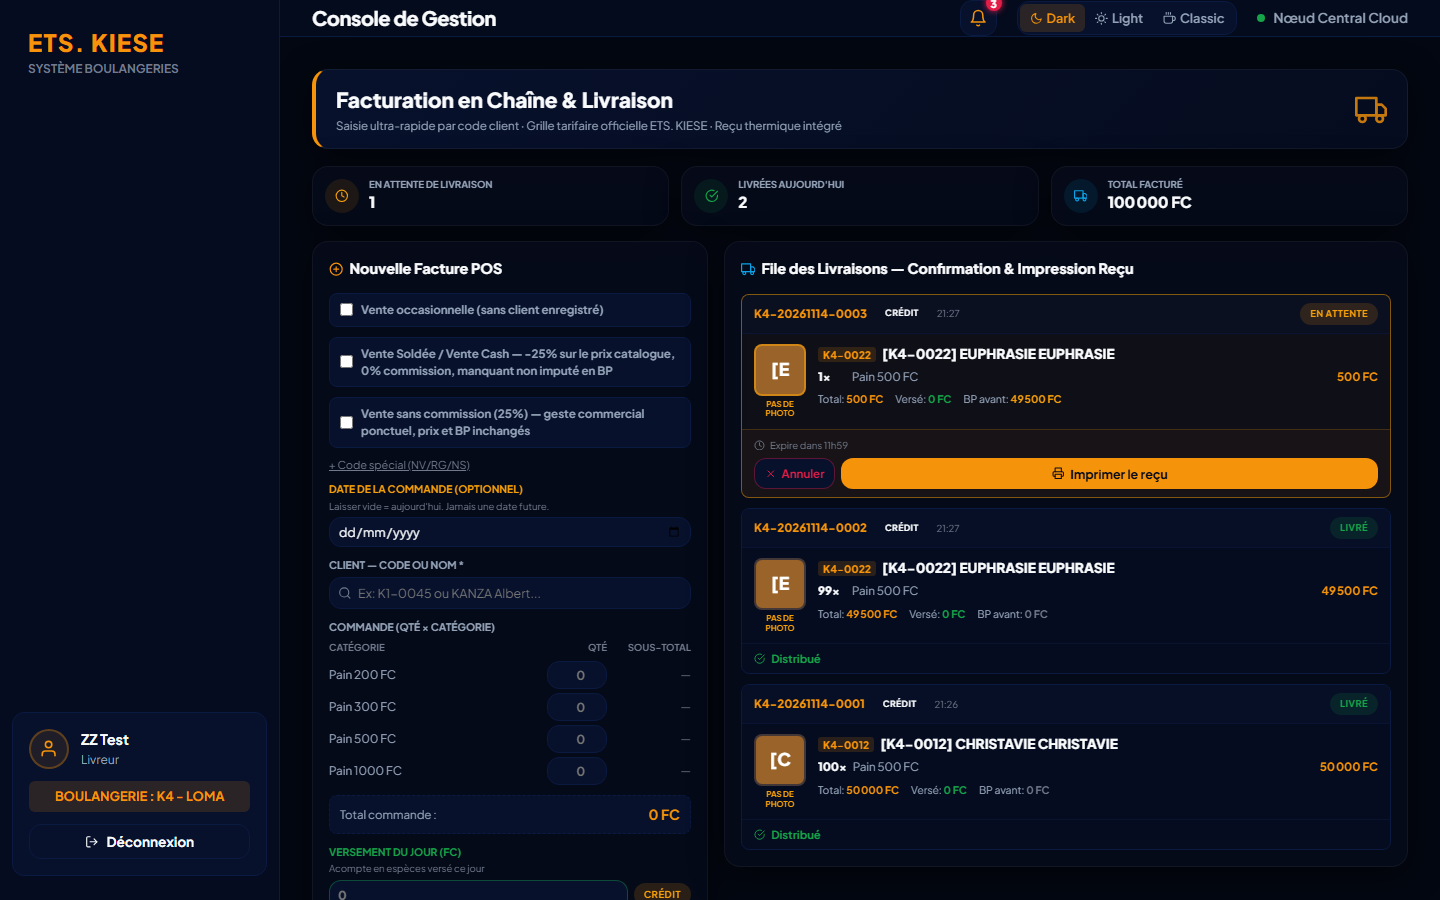 ETS. KIESE
SYSTÈME BOULANGERIES
ZZ Test
Livreur
BOULANGERIE : K4 - LOMA
Déconnexion
Console de Gestion
3
Dark
Light
Classic
Nœud Central Cloud
Facturation en Chaîne & Livraison
Saisie ultra-rapide par code client · Grille tarifaire officielle ETS. KIESE · Reçu thermique intégré
EN ATTENTE DE LIVRAISON
1
LIVRÉES AUJOURD'HUI
2
TOTAL FACTURÉ
100 000 FC
Nouvelle Facture POS
Vente occasionnelle (sans client enregistré)
Vente Soldée / Vente Cash — -25% sur le prix catalogue,
0% commission, manquant non imputé en BP
Vente sans commission (25%) — geste commercial
ponctuel, prix et BP inchangés
+ Code spécial (NV/RG/NS)
DATE DE LA COMMANDE (OPTIONNEL)
Laisser vide = aujourd'hui. Jamais une date future.
dd/mm/yyyy
CLIENT — CODE OU NOM *
Ex: K1-0045 ou KANZA Albert...
COMMANDE (QTÉ × CATÉGORIE)
CATÉGORIE QTÉ SOUS-TOTAL
Pain 200 FC 0 —
Pain 300 FC 0 —
Pain 500 FC 0 —
Pain 1000 FC 0 —
Total commande : 0 FC
VERSEMENT DU JOUR (FC)
Acompte en espèces versé ce jour
0 CRÉDIT
File des Livraisons — Confirmation & Impression Reçu
K4-20261114-0003 CRÉDIT 21:27 EN ATTENTE
[E
PAS DE
PHOTO
K4-0022 [K4-0022] EUPHRASIE EUPHRASIE
1× Pain 500 FC 500 FC
Total: 500 FC Versé: 0 FC BP avant: 49 500 FC
Expire dans 11h59
Annuler
Imprimer le reçu
K4-20261114-0002 CRÉDIT 21:27 LIVRÉ
[E
PAS DE
PHOTO
K4-0022 [K4-0022] EUPHRASIE EUPHRASIE
99× Pain 500 FC 49 500 FC
Total: 49 500 FC Versé: 0 FC BP avant: 0 FC
Distribué
K4-20261114-0001 CRÉDIT 21:26 LIVRÉ
[C
PAS DE
PHOTO
K4-0012 [K4-0012] CHRISTAVIE CHRISTAVIE
100× Pain 500 FC 50 000 FC
Total: 50 000 FC Versé: 0 FC BP avant: 0 FC
Distribué